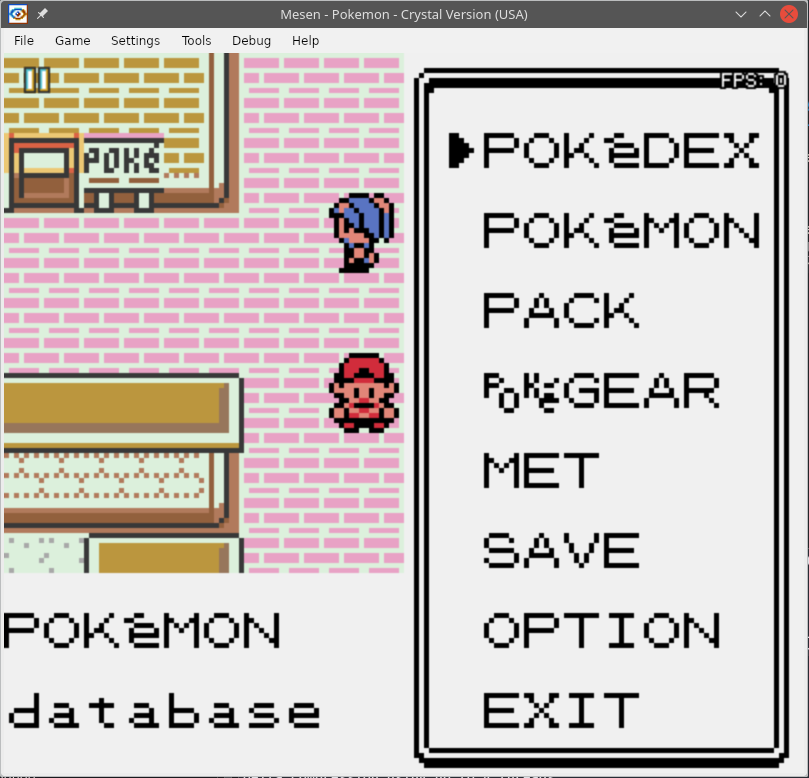 Mesen - Pokemon - Crystal Version (USA)
File Game Settings Tools Debug Help
FPS: 0
POKé
POKéDEX
POKéMON
PACK
POKéGEAR
MET
SAVE
OPTION
EXIT
POKéMON
database